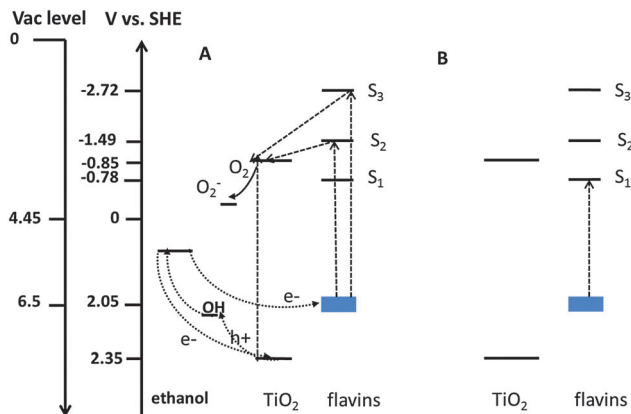 Vac level V vs. SHE
0
A
B
-2.72
S3
S3
-1.49
S2
S2
-0.85
O2
-0.78
S1
S1
O2-
4.45
0
6.5
2.05
OH
e-
e-
h+
2.35
ethanol
TiO2
flavins
TiO2
flavins